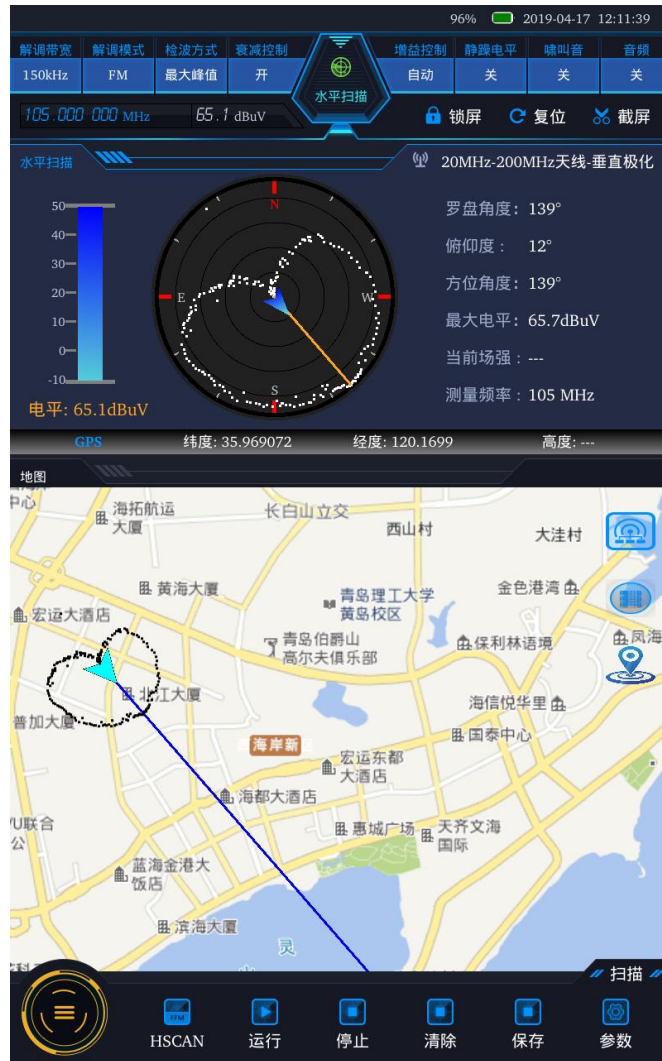 96% 2019-04-17 12:11:39
解调带宽 解调模式 检波方式 衰减控制 增益控制 静躁电平 啸叫音 音频
150kHz FM 最大峰值 开 自动 关 关 关
水平扫描
105.000 000 MHz 65.1 dBuV 锁屏 复位 截屏
水平扫描 20MHz-200MHz天线-垂直极化
50
40
30
20
10
0
-10
N
E W
S
罗盘角度: 139°
俯仰度 : 12°
方位角度: 139°
最大电平: 65.7dBuV
当前场强 : ---
测量频率 : 105 MHz
电平: 65.1dBuV
GPS 纬度: 35.969072 经度: 120.1699 高度: ---
地图
中心
海拓航运
大厦
长白山立交
西山村
大洼村
黄海大厦
青岛理工大学
黄岛校区
金色港湾
宏运大酒店
青岛伯爵山
高尔夫俱乐部
保利林语境
凤海
北江大厦
海信悦华里
普加大厦
国泰中心
海岸新
宏运东都
大酒店
海都大酒店
U联合
公
惠城广场
天齐文海
国际
蓝海金港大
饭店
滨海大厦
灵
扫描
FFM
HSCAN 运行 停止 清除 保存 参数